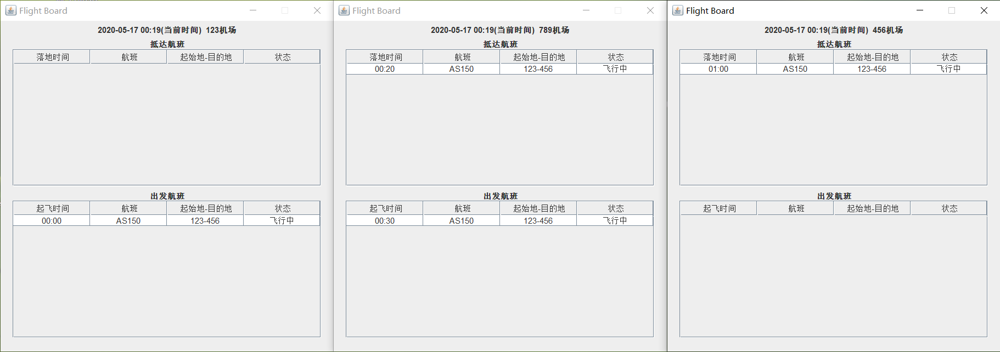 Flight Board
2020-05-17 00:19(当前时间) 123机场
抵达航班
落地时间 航班 起始地-目的地 状态
出发航班
起飞时间 航班 起始地-目的地 状态
00:00 AS150 123-456 飞行中
Flight Board
2020-05-17 00:19(当前时间) 789机场
抵达航班
落地时间 航班 起始地-目的地 状态
00:20 AS150 123-456 飞行中
出发航班
起飞时间 航班 起始地-目的地 状态
00:30 AS150 123-456 飞行中
Flight Board
2020-05-17 00:19(当前时间) 456机场
抵达航班
落地时间 航班 起始地-目的地 状态
01:00 AS150 123-456 飞行中
出发航班
起飞时间 航班 起始地-目的地 状态